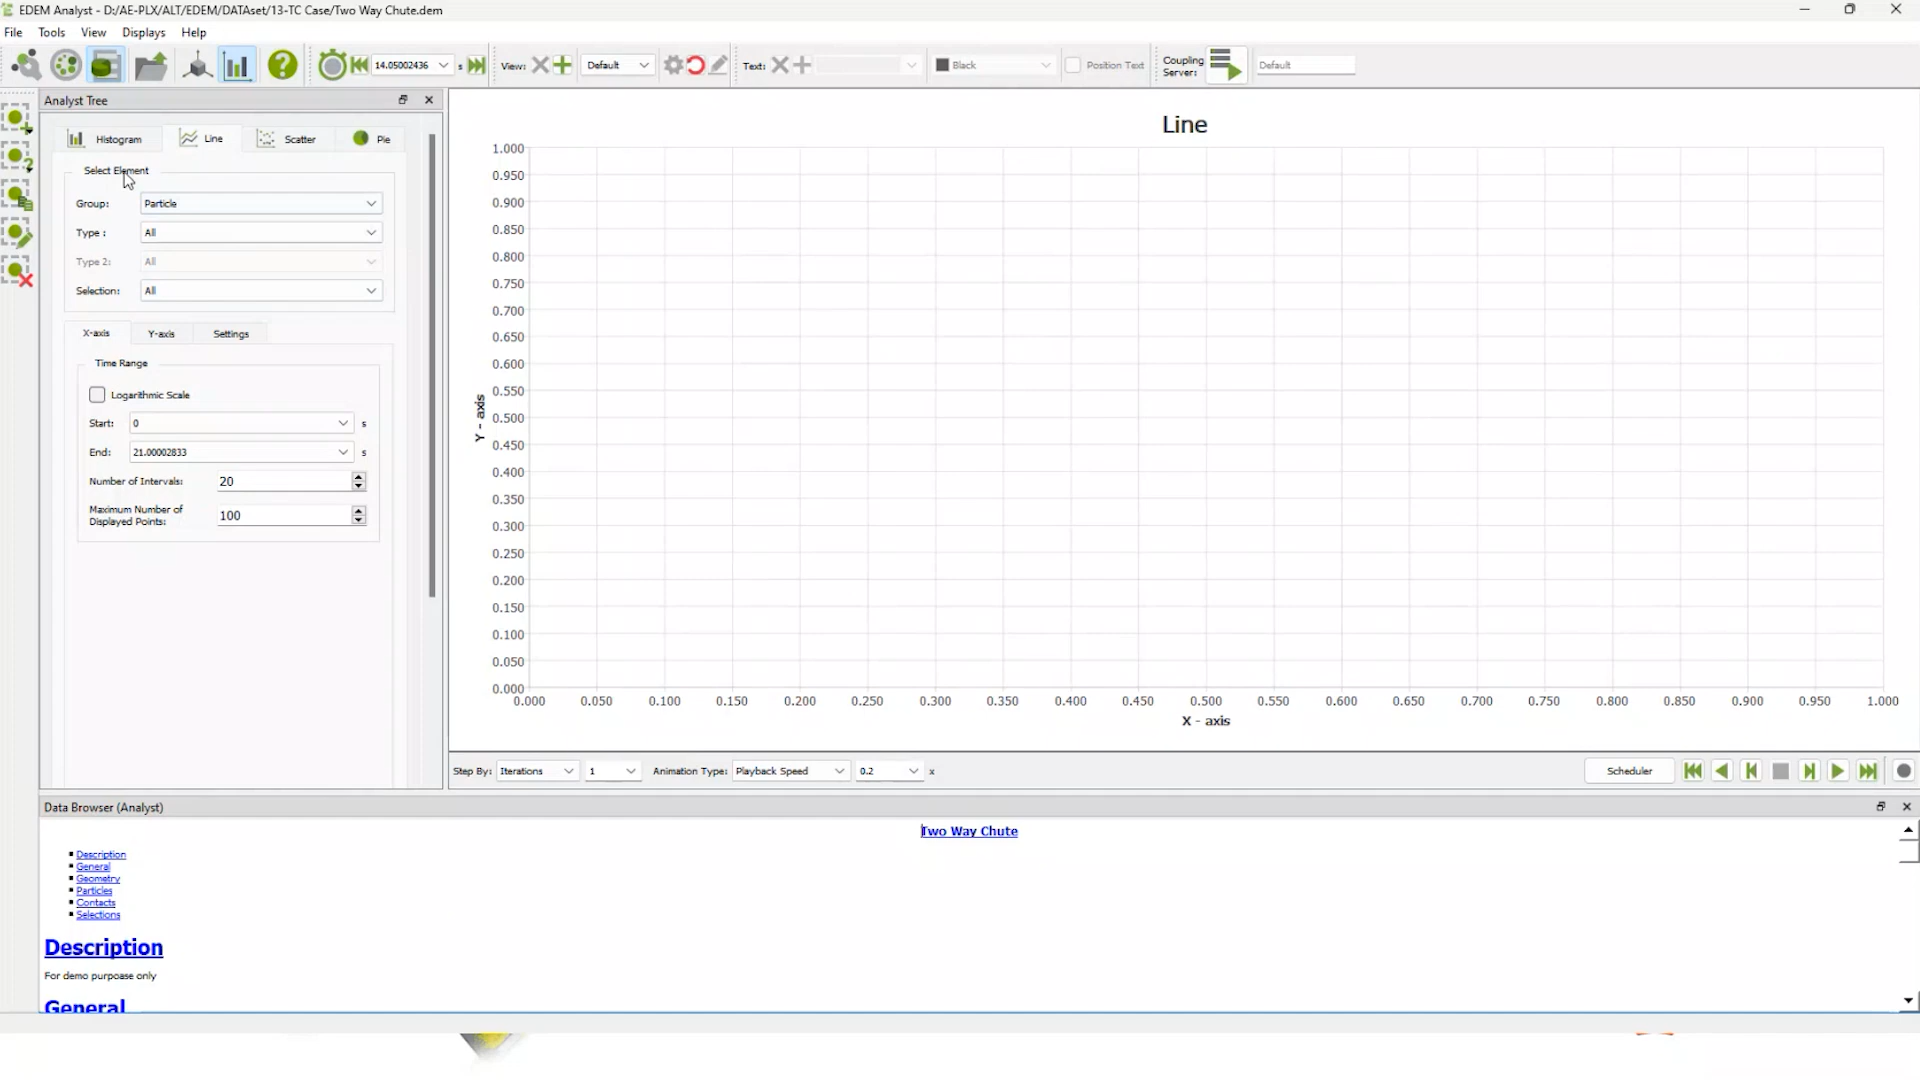 EDEM Analyst - D:/AE-PLX/ALT/EDEM/DATAset/13-TC Case/Two Way Chute.dem
File Tools View Displays Help
14.05002436 s View: Default Text: Black Position Text Coupling Server: Default
Analyst Tree
Histogram Line Scatter Pie
Select Element
Group: Particle
Type : All
Type 2: All
Selection: All
X-axis Y-axis Settings
Time Range
Logarithmic Scale
Start: 0 s
End: 21.00002833 s
Number of Intervals: 20
Maximum Number of
Displayed Points: 100
Line
1.000
0.950
0.900
0.850
0.800
0.750
0.700
0.650
0.600
0.550
0.500
0.450
0.400
0.350
0.300
0.250
0.200
0.150
0.100
0.050
0.000
Y - axis
0.000 0.050 0.100 0.150 0.200 0.250 0.300 0.350 0.400 0.450 0.500 0.550 0.600 0.650 0.700 0.750 0.800 0.850 0.900 0.950 1.000
X - axis
Step By: Iterations 1 Animation Type: Playback Speed 0.2 x Scheduler
Data Browser (Analyst)
Two Way Chute
Description
General
Geometry
Particles
Contacts
Selections
Description
For demo purpoase only
General